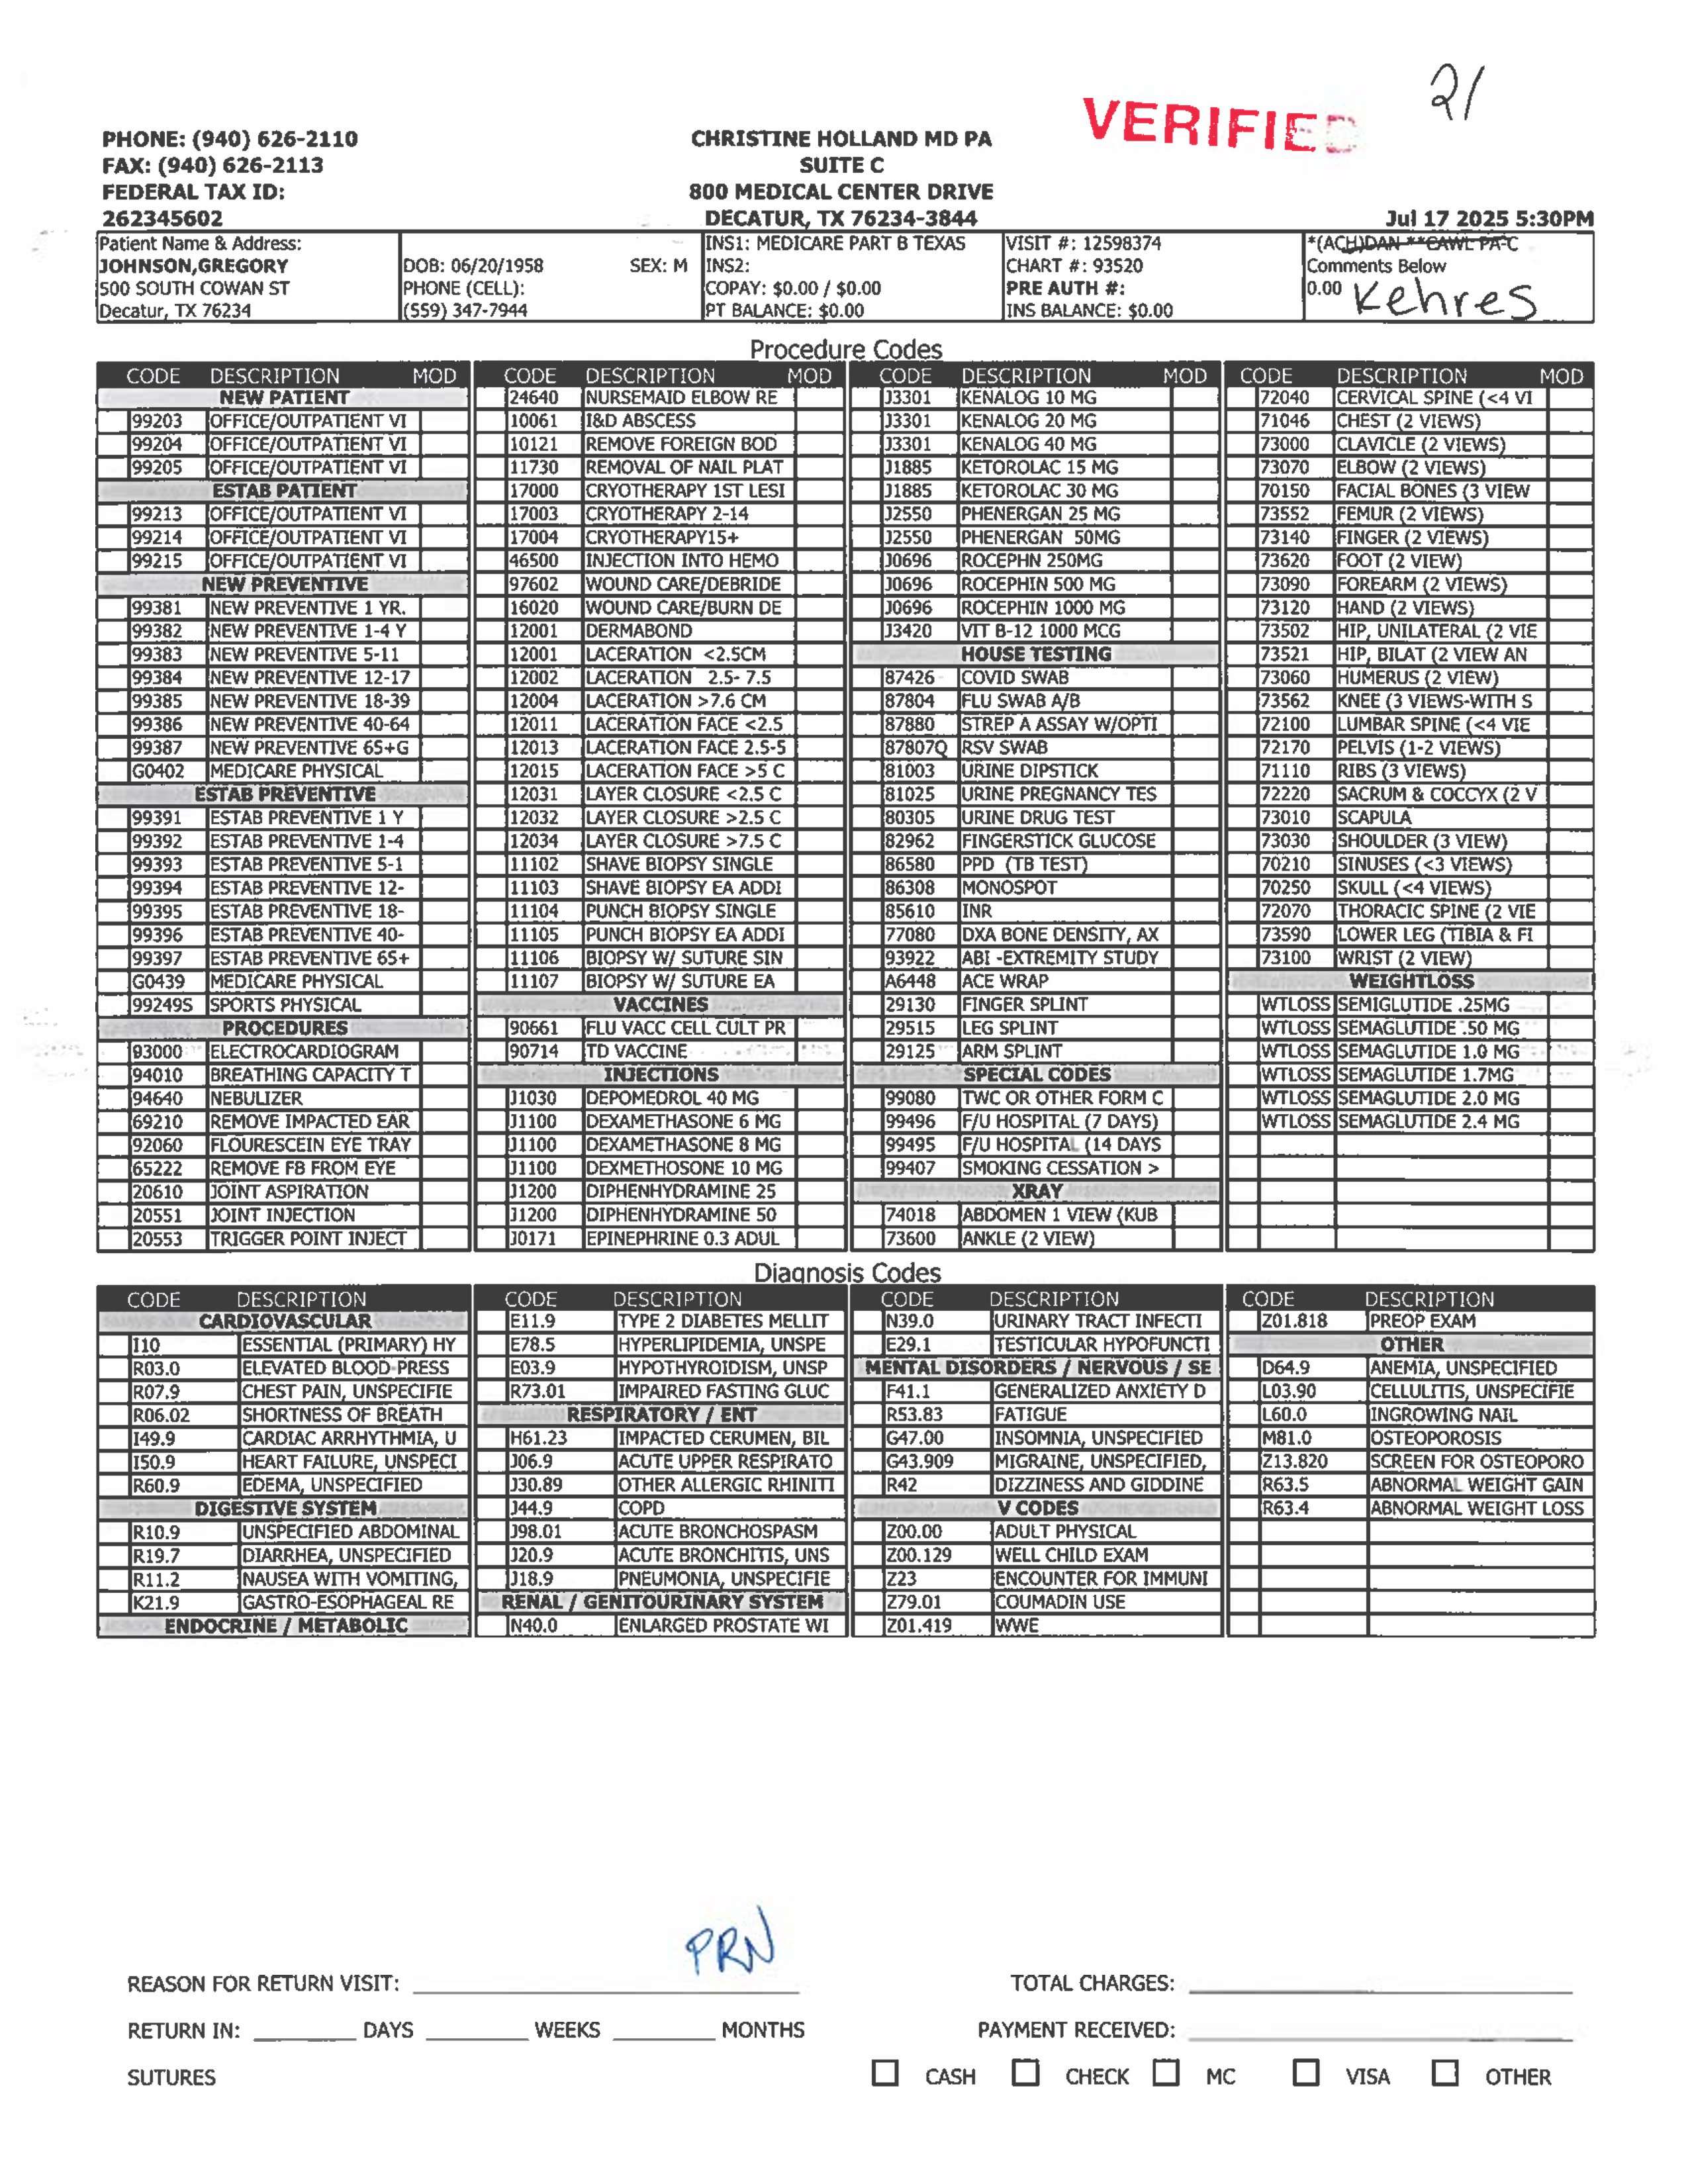 21
VERIFIED
PHONE: (940) 626-2110
FAX: (940) 626-2113
FEDERAL TAX ID:
262345602
CHRISTINE HOLLAND MD PA
SUITE C
800 MEDICAL CENTER DRIVE
DECATUR, TX 76234-3844
Jul 17 2025 5:30PM
Patient Name & Address:
JOHNSON,GREGORY
500 SOUTH COWAN ST
Decatur, TX 76234
DOB: 06/20/1958 SEX: M
PHONE (CELL):
(559) 347-7944
INS1: MEDICARE PART B TEXAS
INS2:
COPAY: $0.00 / $0.00
PT BALANCE: $0.00
VISIT #: 12598374
CHART #: 93520
PRE AUTH #:
INS BALANCE: $0.00
*(ACH)DAN **CAWL PA-C
Comments Below
0.00 Kehres
Procedure Codes
CODE DESCRIPTION MOD
NEW PATIENT
99203 OFFICE/OUTPATIENT VI
99204 OFFICE/OUTPATIENT VI
99205 OFFICE/OUTPATIENT VI
ESTAB PATIENT
99213 OFFICE/OUTPATIENT VI
99214 OFFICE/OUTPATIENT VI
99215 OFFICE/OUTPATIENT VI
NEW PREVENTIVE
99381 NEW PREVENTIVE 1 YR.
99382 NEW PREVENTIVE 1-4 Y
99383 NEW PREVENTIVE 5-11
99384 NEW PREVENTIVE 12-17
99385 NEW PREVENTIVE 18-39
99386 NEW PREVENTIVE 40-64
99387 NEW PREVENTIVE 65+G
G0402 MEDICARE PHYSICAL
ESTAB PREVENTIVE
99391 ESTAB PREVENTIVE 1 Y
99392 ESTAB PREVENTIVE 1-4
99393 ESTAB PREVENTIVE 5-1
99394 ESTAB PREVENTIVE 12-
99395 ESTAB PREVENTIVE 18-
99396 ESTAB PREVENTIVE 40-
99397 ESTAB PREVENTIVE 65+
G0439 MEDICARE PHYSICAL
99249S SPORTS PHYSICAL
PROCEDURES
93000 ELECTROCARDIOGRAM
94010 BREATHING CAPACITY T
94640 NEBULIZER
69210 REMOVE IMPACTED EAR
92060 FLOURESCEIN EYE TRAY
65222 REMOVE FB FROM EYE
20610 JOINT ASPIRATION
20551 JOINT INJECTION
20553 TRIGGER POINT INJECT
CODE DESCRIPTION MOD
24640 NURSEMAID ELBOW RE
10061 I&D ABSCESS
10121 REMOVE FOREIGN BOD
11730 REMOVAL OF NAIL PLAT
17000 CRYOTHERAPY 1ST LESI
17003 CRYOTHERAPY 2-14
17004 CRYOTHERAPY15+
46500 INJECTION INTO HEMO
97602 WOUND CARE/DEBRIDE
16020 WOUND CARE/BURN DE
12001 DERMABOND
12001 LACERATION <2.5CM
12002 LACERATION 2.5- 7.5
12004 LACERATION >7.6 CM
12011 LACERATION FACE <2.5
12013 LACERATION FACE 2.5-5
12015 LACERATION FACE >5 C
12031 LAYER CLOSURE <2.5 C
12032 LAYER CLOSURE >2.5 C
12034 LAYER CLOSURE >7.5 C
11102 SHAVE BIOPSY SINGLE
11103 SHAVE BIOPSY EA ADDI
11104 PUNCH BIOPSY SINGLE
11105 PUNCH BIOPSY EA ADDI
11106 BIOPSY W/ SUTURE SIN
11107 BIOPSY W/ SUTURE EA
VACCINES
90661 FLU VACC CELL CULT PR
90714 TD VACCINE
INJECTIONS
J1030 DEPOMEDROL 40 MG
J1100 DEXAMETHASONE 6 MG
J1100 DEXAMETHASONE 8 MG
J1100 DEXMETHOSONE 10 MG
J1200 DIPHENHYDRAMINE 25
J1200 DIPHENHYDRAMINE 50
J0171 EPINEPHRINE 0.3 ADUL
CODE DESCRIPTION MOD
J3301 KENALOG 10 MG
J3301 KENALOG 20 MG
J3301 KENALOG 40 MG
J1885 KETOROLAC 15 MG
J1885 KETOROLAC 30 MG
J2550 PHENERGAN 25 MG
J2550 PHENERGAN 50MG
J0696 ROCEPHN 250MG
J0696 ROCEPHIN 500 MG
J0696 ROCEPHIN 1000 MG
J3420 VIT B-12 1000 MCG
HOUSE TESTING
87426 COVID SWAB
87804 FLU SWAB A/B
87880 STREP A ASSAY W/OPTI
87807Q RSV SWAB
81003 URINE DIPSTICK
81025 URINE PREGNANCY TES
80305 URINE DRUG TEST
82962 FINGERSTICK GLUCOSE
86580 PPD (TB TEST)
86308 MONOSPOT
85610 INR
77080 DXA BONE DENSITY, AX
93922 ABI -EXTREMITY STUDY
A6448 ACE WRAP
29130 FINGER SPLINT
29515 LEG SPLINT
29125 ARM SPLINT
SPECIAL CODES
99080 TWC OR OTHER FORM C
99496 F/U HOSPITAL (7 DAYS)
99495 F/U HOSPITAL (14 DAYS
99407 SMOKING CESSATION >
XRAY
74018 ABDOMEN 1 VIEW (KUB
73600 ANKLE (2 VIEW)
CODE DESCRIPTION MOD
72040 CERVICAL SPINE (<4 VI
71046 CHEST (2 VIEWS)
73000 CLAVICLE (2 VIEWS)
73070 ELBOW (2 VIEWS)
70150 FACIAL BONES (3 VIEW
73552 FEMUR (2 VIEWS)
73140 FINGER (2 VIEWS)
73620 FOOT (2 VIEW)
73090 FOREARM (2 VIEWS)
73120 HAND (2 VIEWS)
73502 HIP, UNILATERAL (2 VIE
73521 HIP, BILAT (2 VIEW AN
73060 HUMERUS (2 VIEW)
73562 KNEE (3 VIEWS-WITH S
72100 LUMBAR SPINE (<4 VIE
72170 PELVIS (1-2 VIEWS)
71110 RIBS (3 VIEWS)
72220 SACRUM & COCCYX (2 V
73010 SCAPULA
73030 SHOULDER (3 VIEW)
70210 SINUSES (<3 VIEWS)
70250 SKULL (<4 VIEWS)
72070 THORACIC SPINE (2 VIE
73590 LOWER LEG (TIBIA & FI
73100 WRIST (2 VIEW)
WEIGHTLOSS
WTLOSS SEMIGLUTIDE .25MG
WTLOSS SEMAGLUTIDE .50 MG
WTLOSS SEMAGLUTIDE 1.0 MG
WTLOSS SEMAGLUTIDE 1.7MG
WTLOSS SEMAGLUTIDE 2.0 MG
WTLOSS SEMAGLUTIDE 2.4 MG
Diagnosis Codes
CODE DESCRIPTION
CARDIOVASCULAR
I10 ESSENTIAL (PRIMARY) HY
R03.0 ELEVATED BLOOD-PRESS
R07.9 CHEST PAIN, UNSPECIFIE
R06.02 SHORTNESS OF BREATH
I49.9 CARDIAC ARRHYTHMIA, U
I50.9 HEART FAILURE, UNSPECI
R60.9 EDEMA, UNSPECIFIED
DIGESTIVE SYSTEM
R10.9 UNSPECIFIED ABDOMINAL
R19.7 DIARRHEA, UNSPECIFIED
R11.2 NAUSEA WITH VOMITING,
K21.9 GASTRO-ESOPHAGEAL RE
ENDOCRINE / METABOLIC
CODE DESCRIPTION
E11.9 TYPE 2 DIABETES MELLIT
E78.5 HYPERLIPIDEMIA, UNSPE
E03.9 HYPOTHYROIDISM, UNSP
R73.01 IMPAIRED FASTING GLUC
RESPIRATORY / ENT
H61.23 IMPACTED CERUMEN, BIL
J06.9 ACUTE UPPER RESPIRATO
J30.89 OTHER ALLERGIC RHINITI
J44.9 COPD
J98.01 ACUTE BRONCHOSPASM
J20.9 ACUTE BRONCHITIS, UNS
J18.9 PNEUMONIA, UNSPECIFIE
RENAL / GENITOURINARY SYSTEM
N40.0 ENLARGED PROSTATE WI
CODE DESCRIPTION
N39.0 URINARY TRACT INFECTI
E29.1 TESTICULAR HYPOFUNCTI
MENTAL DISORDERS / NERVOUS / SE
F41.1 GENERALIZED ANXIETY D
R53.83 FATIGUE
G47.00 INSOMNIA, UNSPECIFIED
G43.909 MIGRAINE, UNSPECIFIED,
R42 DIZZINESS AND GIDDINE
V CODES
Z00.00 ADULT PHYSICAL
Z00.129 WELL CHILD EXAM
Z23 ENCOUNTER FOR IMMUNI
Z79.01 COUMADIN USE
Z01.419 WWE
CODE DESCRIPTION
Z01.818 PREOP EXAM
OTHER
D64.9 ANEMIA, UNSPECIFIED
L03.90 CELLULITIS, UNSPECIFIE
L60.0 INGROWING NAIL
M81.0 OSTEOPOROSIS
Z13.820 SCREEN FOR OSTEOPORO
R63.5 ABNORMAL WEIGHT GAIN
R63.4 ABNORMAL WEIGHT LOSS
REASON FOR RETURN VISIT: PRN
RETURN IN: DAYS WEEKS MONTHS
SUTURES
TOTAL CHARGES:
PAYMENT RECEIVED:
CASH CHECK MC VISA OTHER